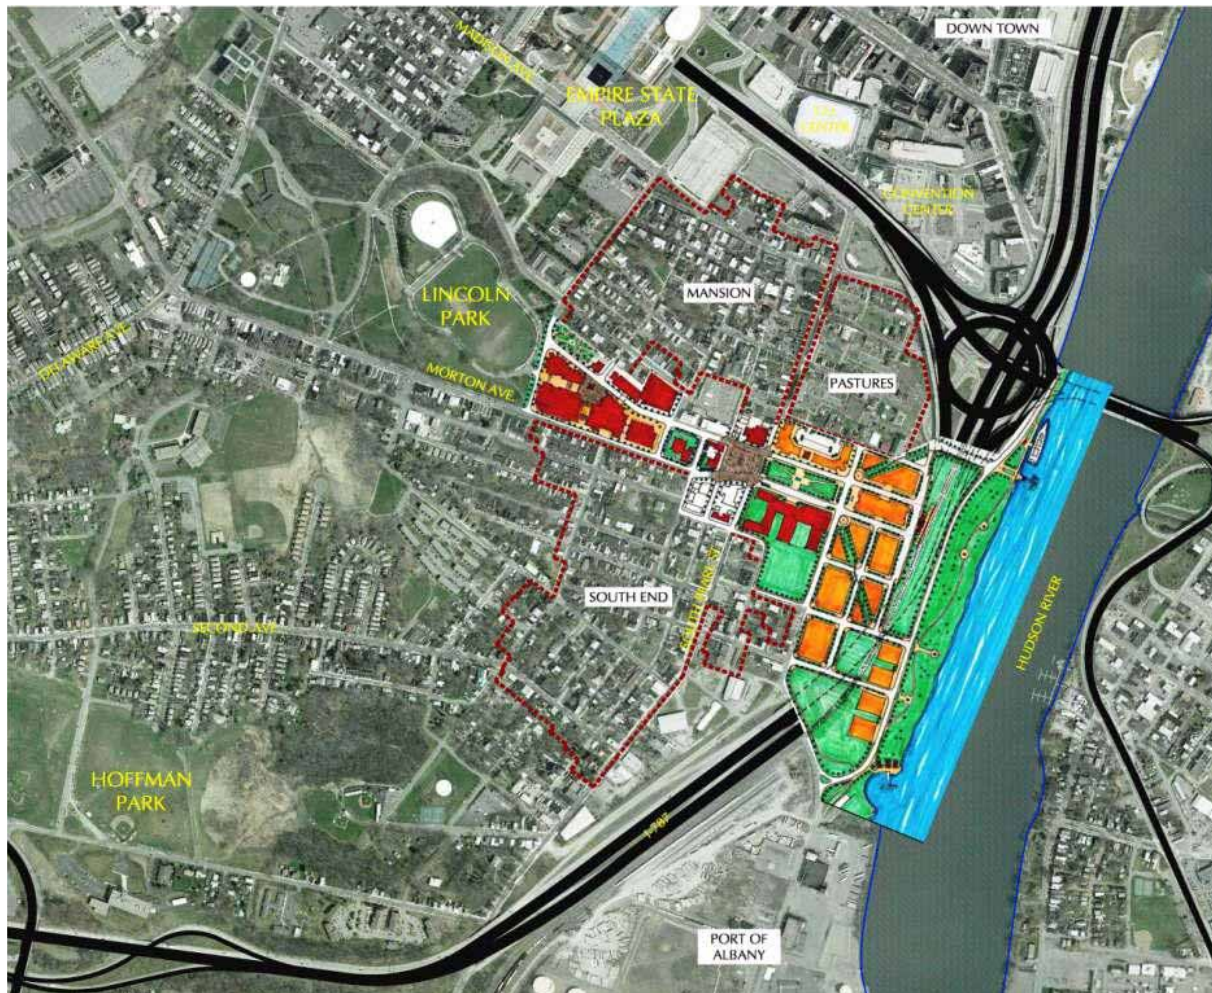 DOWN TOWN
MADISON AVE.
EMPIRE STATE
PLAZA
CENTER
CONVENTION
CENTER
LINCOLN
PARK
MANSION
DELAWARE AVE.
MORTON AVE.
PASTURES
SOUTH END
SECOND AVE.
HUDSON RIVER
HOFFMAN
PARK
I-787
PORT OF
ALBANY